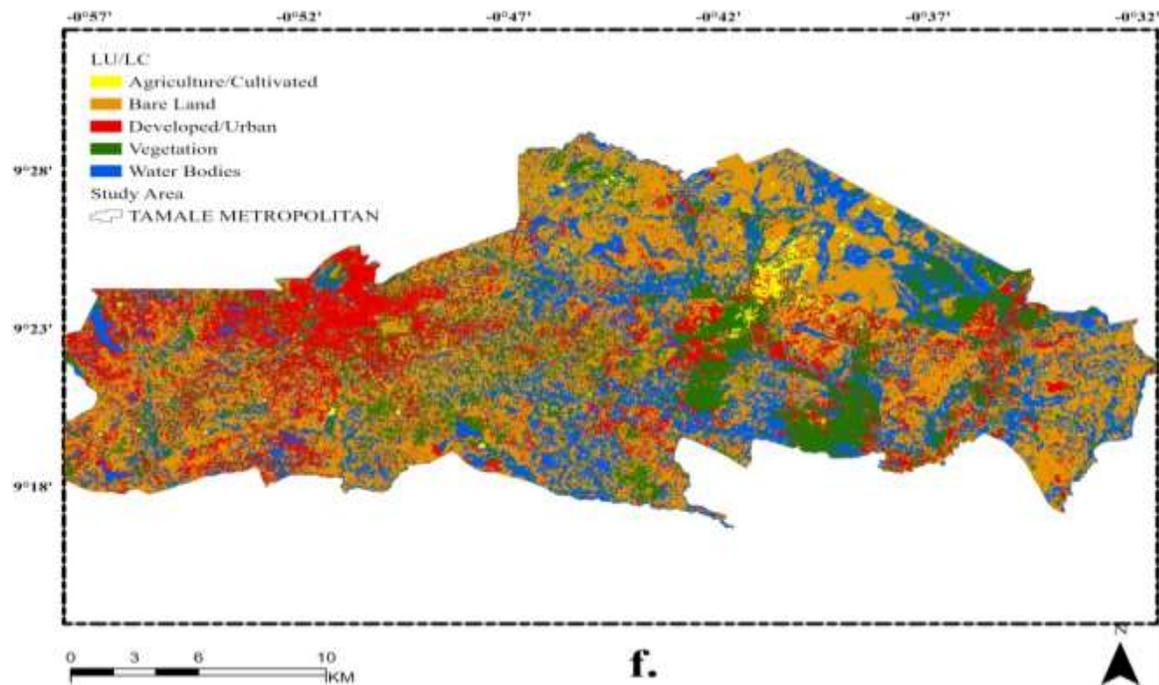 -0°57' -0°52' -0°47' -0°42' -0°37' -0°32'
LU/LC
Agriculture/Cultivated
Bare Land
Developed/Urban
Vegetation
Water Bodies
Study Area
TAMALE METROPOLITAN
9°28'
9°23'
9°18'
0 3 6 10
KM
f.
N